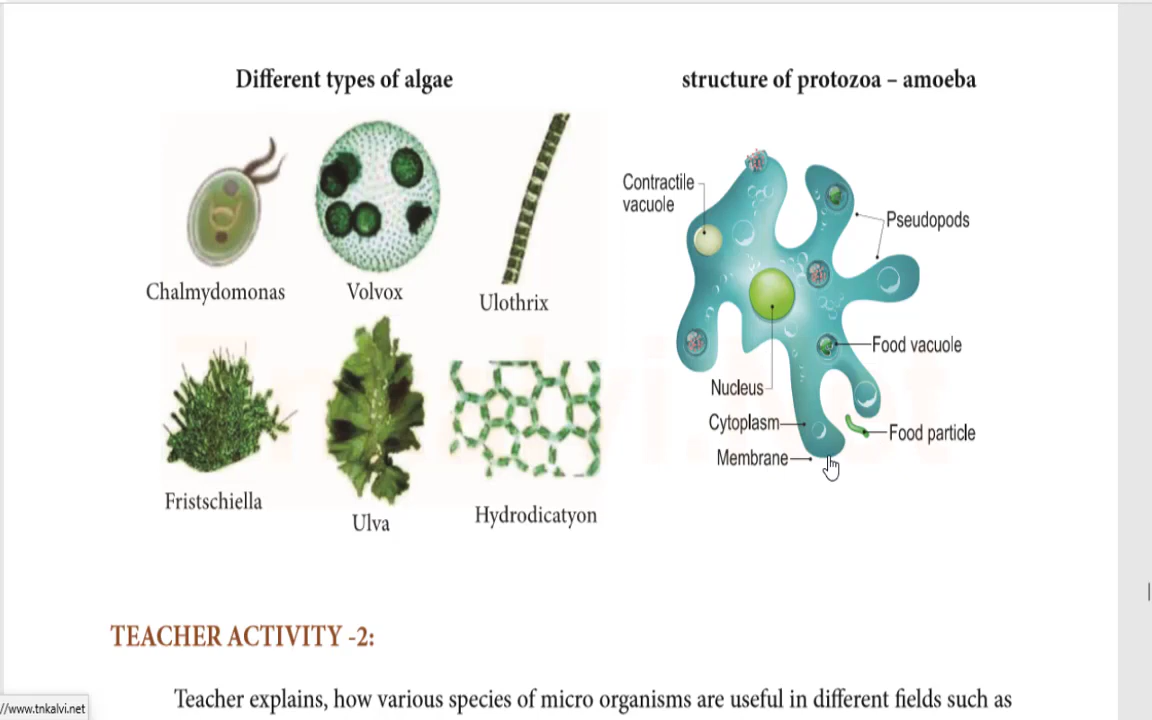 Different types of algae
structure of protozoa – amoeba
Contractile
vacuole
Pseudopods
Chalmydomonas
Volvox
Ulothrix
Food vacuole
Nucleus
Cytoplasm
Food particle
Membrane
Fristschiella
Ulva
Hydrodicatyon
TEACHER ACTIVITY -2:
Teacher explains, how various species of micro organisms are useful in different fields such as
//www.tnkalvi.net